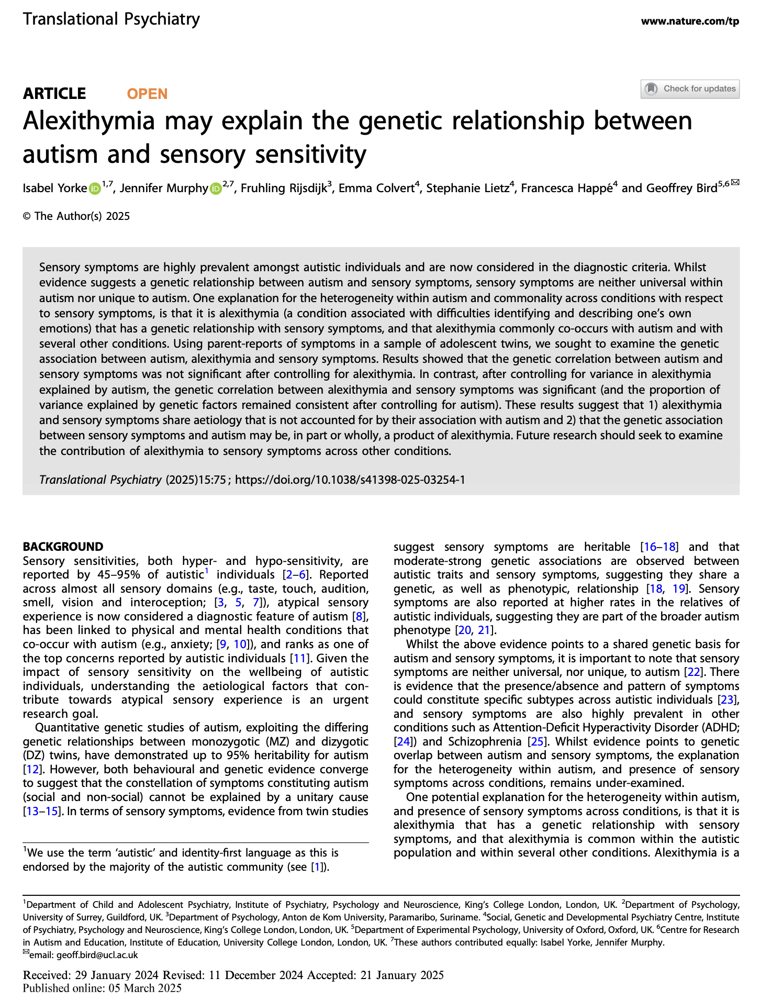 Translational Psychiatry
www.nature.com/tp
ARTICLE OPEN
Check for updates
Alexithymia may explain the genetic relationship between
autism and sensory sensitivity
Isabel Yorke iD 1,7, Jennifer Murphy iD 2,7, Fruhling Rijsdijk3, Emma Colvert4, Stephanie Lietz4, Francesca Happé4 and Geoffrey Bird5,6✉
© The Author(s) 2025
Sensory symptoms are highly prevalent amongst autistic individuals and are now considered in the diagnostic criteria. Whilst
evidence suggests a genetic relationship between autism and sensory symptoms, sensory symptoms are neither universal within
autism nor unique to autism. One explanation for the heterogeneity within autism and commonality across conditions with respect
to sensory symptoms, is that it is alexithymia (a condition associated with difficulties identifying and describing one's own
emotions) that has a genetic relationship with sensory symptoms, and that alexithymia commonly co-occurs with autism and with
several other conditions. Using parent-reports of symptoms in a sample of adolescent twins, we sought to examine the genetic
association between autism, alexithymia and sensory symptoms. Results showed that the genetic correlation between autism and
sensory symptoms was not significant after controlling for alexithymia. In contrast, after controlling for variance in alexithymia
explained by autism, the genetic correlation between alexithymia and sensory symptoms was significant (and the proportion of
variance explained by genetic factors remained consistent after controlling for autism). These results suggest that 1) alexithymia
and sensory symptoms share aetiology that is not accounted for by their association with autism and 2) that the genetic association
between sensory symptoms and autism may be, in part or wholly, a product of alexithymia. Future research should seek to examine
the contribution of alexithymia to sensory symptoms across other conditions.
Translational Psychiatry (2025)15:75 ; https://doi.org/10.1038/s41398-025-03254-1
BACKGROUND
Sensory sensitivities, both hyper- and hypo-sensitivity, are
reported by 45–95% of autistic1 individuals [2–6]. Reported
across almost all sensory domains (e.g., taste, touch, audition,
smell, vision and interoception; [3, 5, 7]), atypical sensory
experience is now considered a diagnostic feature of autism [8],
has been linked to physical and mental health conditions that
co-occur with autism (e.g., anxiety; [9, 10]), and ranks as one of
the top concerns reported by autistic individuals [11]. Given the
impact of sensory sensitivity on the wellbeing of autistic
individuals, understanding the aetiological factors that con-
tribute towards atypical sensory experience is an urgent
research goal.
Quantitative genetic studies of autism, exploiting the differing
genetic relationships between monozygotic (MZ) and dizygotic
(DZ) twins, have demonstrated up to 95% heritability for autism
[12]. However, both behavioural and genetic evidence converge
to suggest that the constellation of symptoms constituting autism
(social and non-social) cannot be explained by a unitary cause
[13–15]. In terms of sensory symptoms, evidence from twin studies
1We use the term 'autistic' and identity-first language as this is
endorsed by the majority of the autistic community (see [1]).
suggest sensory symptoms are heritable [16–18] and that
moderate-strong genetic associations are observed between
autistic traits and sensory symptoms, suggesting they share a
genetic, as well as phenotypic, relationship [18, 19]. Sensory
symptoms are also reported at higher rates in the relatives of
autistic individuals, suggesting they are part of the broader autism
phenotype [20, 21].
Whilst the above evidence points to a shared genetic basis for
autism and sensory symptoms, it is important to note that sensory
symptoms are neither universal, nor unique, to autism [22]. There
is evidence that the presence/absence and pattern of symptoms
could constitute specific subtypes across autistic individuals [23],
and sensory symptoms are also highly prevalent in other
conditions such as Attention-Deficit Hyperactivity Disorder (ADHD;
[24]) and Schizophrenia [25]. Whilst evidence points to genetic
overlap between autism and sensory symptoms, the explanation
for the heterogeneity within autism, and presence of sensory
symptoms across conditions, remains under-examined.
One potential explanation for the heterogeneity within autism,
and presence of sensory symptoms across conditions, is that it is
alexithymia that has a genetic relationship with sensory
symptoms, and that alexithymia is common within the autistic
population and within several other conditions. Alexithymia is a
1Department of Child and Adolescent Psychiatry, Institute of Psychiatry, Psychology and Neuroscience, King's College London, London, UK. 2Department of Psychology,
University of Surrey, Guildford, UK. 3Department of Psychology, Anton de Kom University, Paramaribo, Suriname. 4Social, Genetic and Developmental Psychiatry Centre, Institute
of Psychiatry, Psychology and Neuroscience, King's College London, London, UK. 5Department of Experimental Psychology, University of Oxford, Oxford, UK. 6Centre for Research
in Autism and Education, Institute of Education, University College London, London, UK. 7These authors contributed equally: Isabel Yorke, Jennifer Murphy.
✉email: geoff.bird@ucl.ac.uk
Received: 29 January 2024 Revised: 11 December 2024 Accepted: 21 January 2025
Published online: 05 March 2025